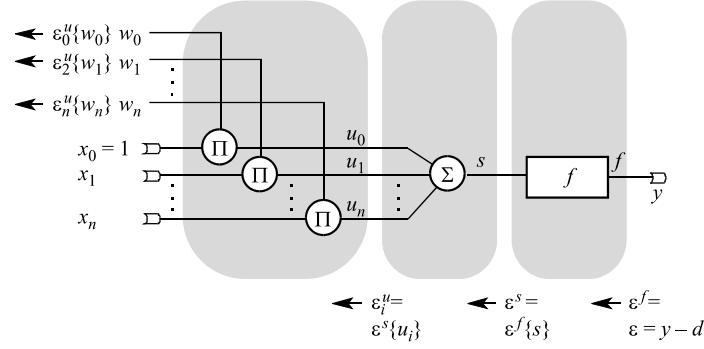 ε₀ᵘ{w₀} w₀
ε₂ᵘ{w₁} w₁
εₙᵘ{wₙ} wₙ
x₀ = 1 Π u₀
x₁ Π u₁ Σ s f f
y
xₙ Π uₙ
εᵢᵘ= εˢ= εᶠ=
εˢ{uᵢ} εᶠ{s} ε = y – d